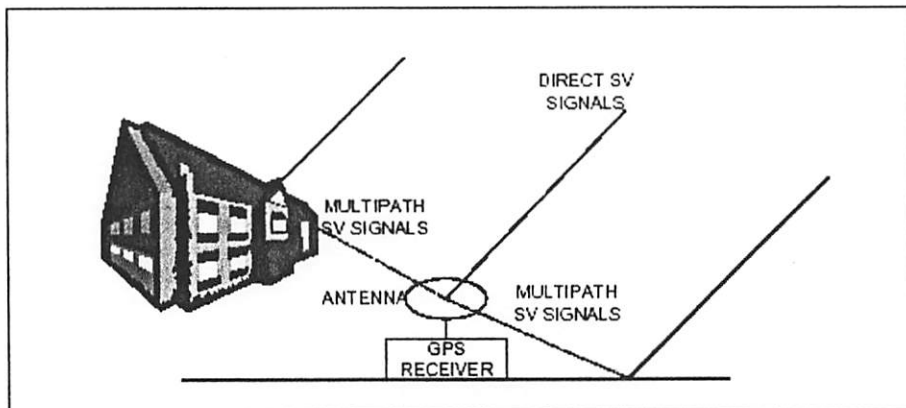 DIRECT SV
SIGNALS
MULTIPATH
SV SIGNALS
ANTENNA
MULTIPATH
SV SIGNALS
GPS
RECEIVER